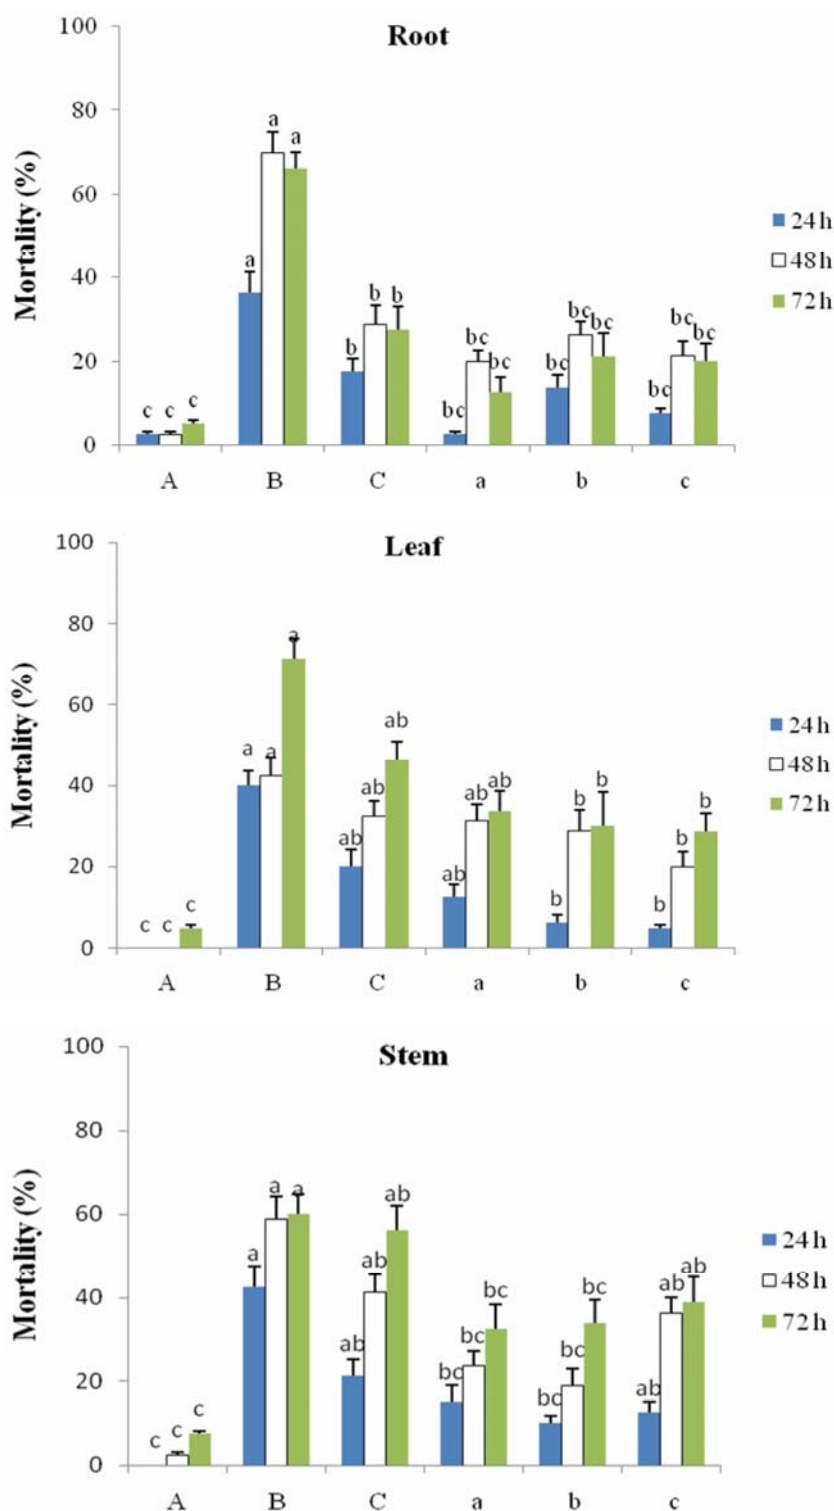 Root
Mortality (%)
100
80
60
40
20
0
c c c
a a a
b b b
bc bc bc
bc bc bc
bc bc bc
A B C a b c
24 h
48 h
72 h
Leaf
Mortality (%)
100
80
60
40
20
0
c c c
a a a
ab ab ab
ab ab ab
b b b
b b b
A B C a b c
24 h
48 h
72 h
Stem
Mortality (%)
100
80
60
40
20
0
c c c
a a a
ab ab ab
bc bc bc
bc bc bc
ab ab ab
A B C a b c
24 h
48 h
72 h